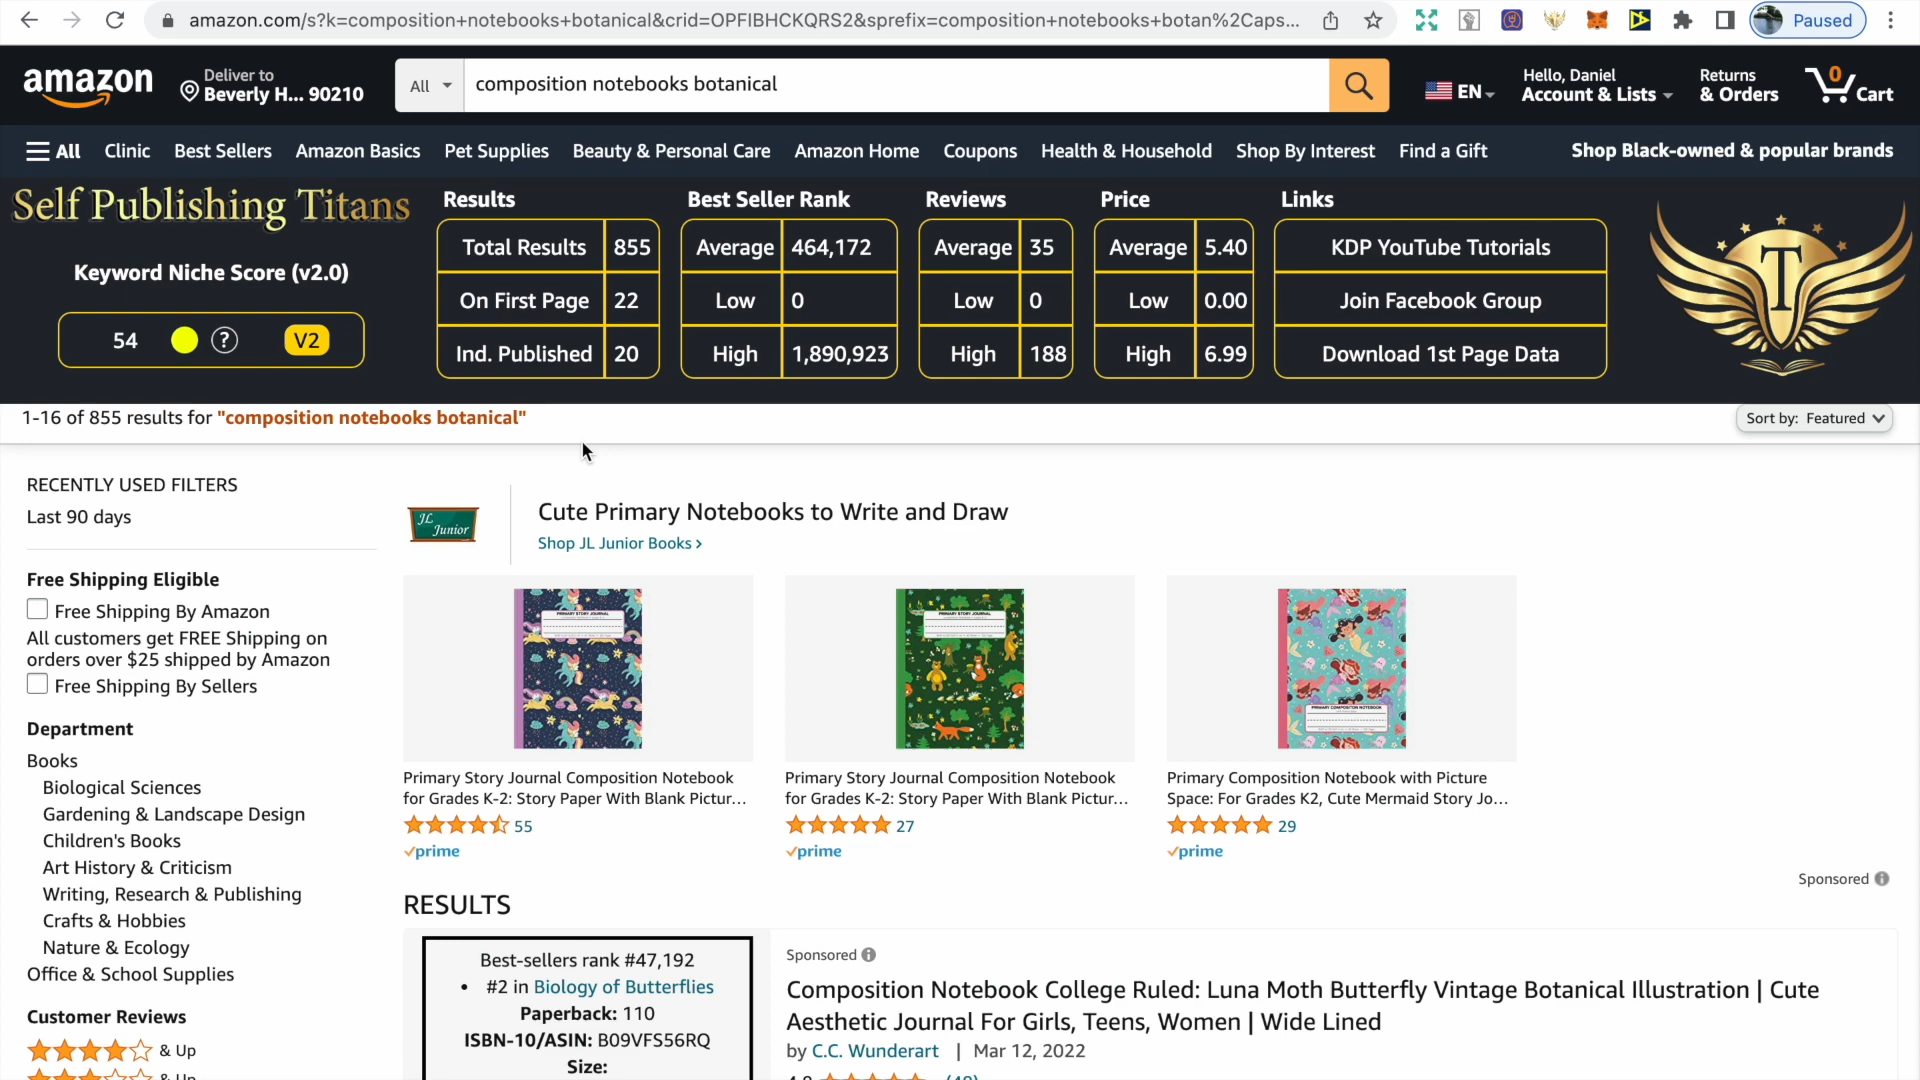 amazon.com/s?k=composition+notebooks+botanical&crid=OPFIBHCKQRS2&sprefix=composition+notebooks+botan%2Caps...
Paused
amazon
Deliver to
Beverly H... 90210
All
composition notebooks botanical
EN
Hello, Daniel
Account & Lists
Returns
& Orders
0
Cart
All
Clinic
Best Sellers
Amazon Basics
Pet Supplies
Beauty & Personal Care
Amazon Home
Coupons
Health & Household
Shop By Interest
Find a Gift
Shop Black-owned & popular brands
Self Publishing Titans
Keyword Niche Score (v2.0)
54 ? V2
Results
Total Results 855
On First Page 22
Ind. Published 20
Best Seller Rank
Average 464,172
Low 0
High 1,890,923
Reviews
Average 35
Low 0
High 188
Price
Average 5.40
Low 0.00
High 6.99
Links
KDP YouTube Tutorials
Join Facebook Group
Download 1st Page Data
T
1-16 of 855 results for "composition notebooks botanical"
Sort by: Featured
RECENTLY USED FILTERS
Last 90 days
Free Shipping Eligible
Free Shipping By Amazon
All customers get FREE Shipping on
orders over $25 shipped by Amazon
Free Shipping By Sellers
Department
Books
Biological Sciences
Gardening & Landscape Design
Children's Books
Art History & Criticism
Writing, Research & Publishing
Crafts & Hobbies
Nature & Ecology
Office & School Supplies
Customer Reviews
& Up
& Up
JL
Junior
Cute Primary Notebooks to Write and Draw
Shop JL Junior Books ›
PRIMARY STORY JOURNAL
Primary Story Journal Composition Notebook
for Grades K-2: Story Paper With Blank Pictur...
55
prime
PRIMARY STORY JOURNAL
Primary Story Journal Composition Notebook
for Grades K-2: Story Paper With Blank Pictur...
27
prime
PRIMARY COMPOSITION NOTEBOOK
Primary Composition Notebook with Picture
Space: For Grades K2, Cute Mermaid Story Jo...
29
prime
Sponsored
RESULTS
Best-sellers rank #47,192
• #2 in Biology of Butterflies
Paperback: 110
ISBN-10/ASIN: B09VFS56RQ
Size:
Sponsored
Composition Notebook College Ruled: Luna Moth Butterfly Vintage Botanical Illustration | Cute
Aesthetic Journal For Girls, Teens, Women | Wide Lined
by C.C. Wunderart | Mar 12, 2022